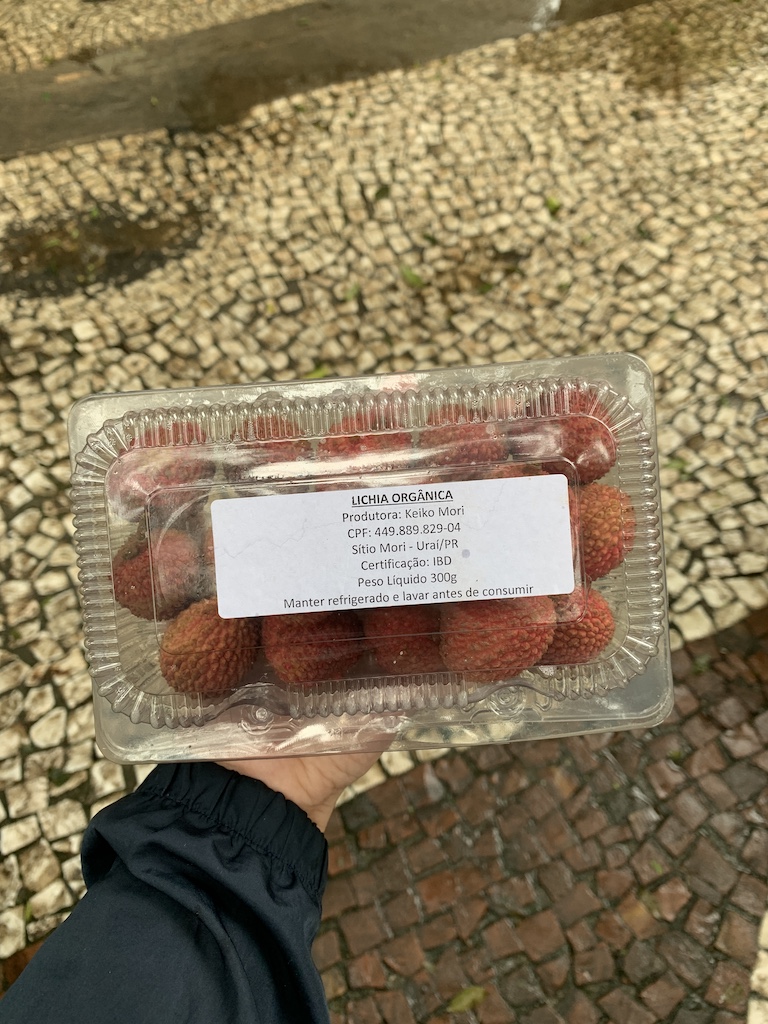 LICHIA ORGÂNICA
Produtora: Keiko Mori
CPF: 449.889.829-04
Sítio Mori - Uraí/PR
Certificação: IBD
Peso Líquido 300g
Manter refrigerado e lavar antes de consumir